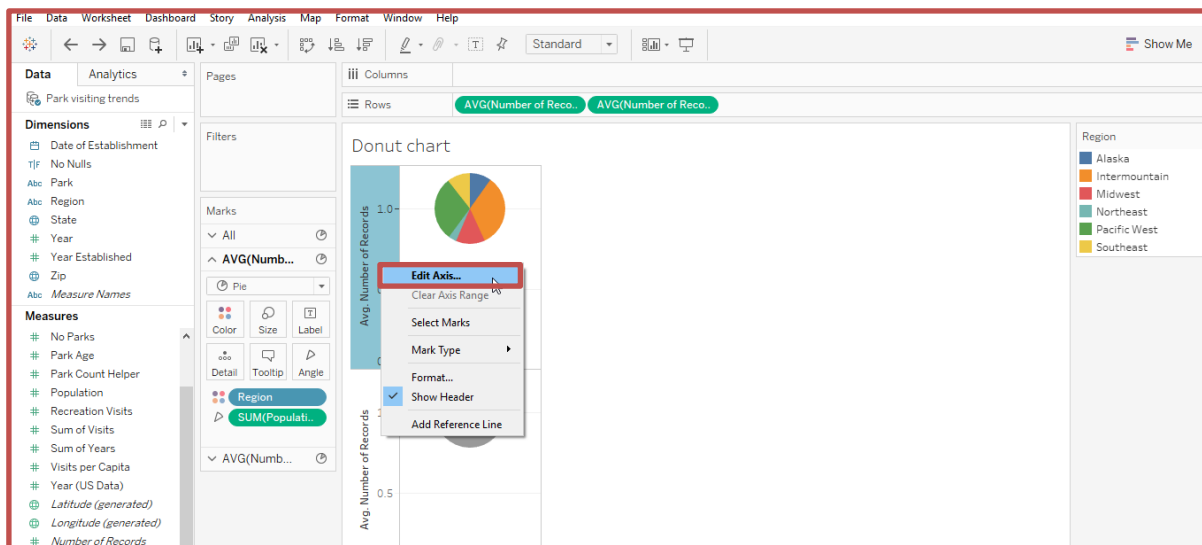 File Data Worksheet Dashboard Story Analysis Map Format Window Help
Standard
Show Me
Data Analytics
Park visiting trends
Dimensions
Date of Establishment
T|F No Nulls
Abc Park
Abc Region
State
# Year
# Year Established
Zip
Abc Measure Names
Measures
# No Parks
# Park Age
# Park Count Helper
# Population
# Recreation Visits
# Sum of Visits
# Sum of Years
# Visits per Capita
# Year (US Data)
Latitude (generated)
Longitude (generated)
# Number of Records
Pages
Filters
Marks
All
AVG(Numb...
Pie
Color Size Label
Detail Tooltip Angle
Region
SUM(Populati..
AVG(Numb...
iii Columns
Rows AVG(Number of Reco.. AVG(Number of Reco..
Donut chart
Avg. Number of Records
1.0
Edit Axis...
Clear Axis Range
Select Marks
Mark Type
Format...
Show Header
Add Reference Line
Avg. Number of Records
0.5
Region
Alaska
Intermountain
Midwest
Northeast
Pacific West
Southeast